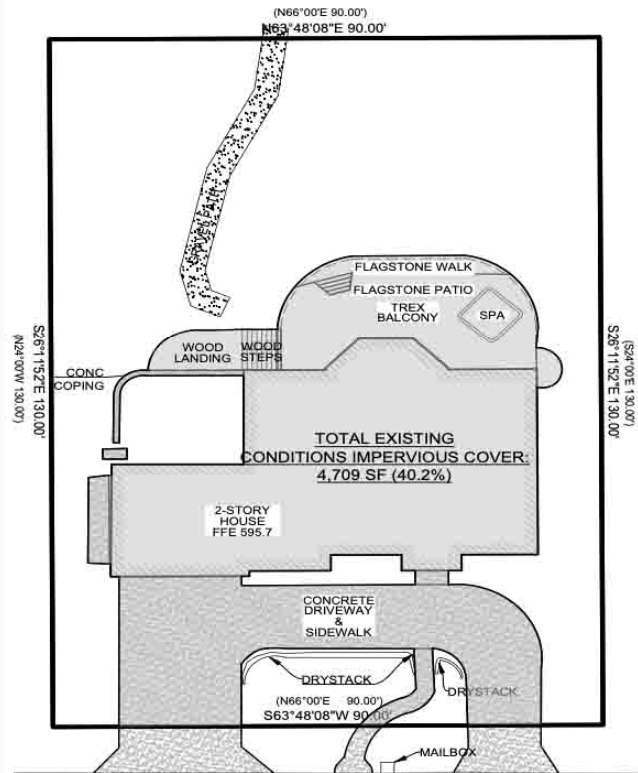 (N66°00'E 90.00')
N63°48'08"E 90.00'
GRAVEL PATH
FLAGSTONE WALK
FLAGSTONE PATIO
TREX
BALCONY
SPA
WOOD
LANDING
WOOD
STEPS
CONC
COPING
S26°11'52"E 130.00'
(N24°00'W 130.00')
S26°11'52"E 130.00'
(S24°00'E 130.00')
TOTAL EXISTING
CONDITIONS IMPERVIOUS COVER:
4,709 SF (40.2%)
2-STORY
HOUSE
FFE 595.7
CONCRETE
DRIVEWAY
&
SIDEWALK
DRYSTACK
DRYSTACK
(N66°00'E 90.00')
S63°48'08"W 90.00'
MAILBOX